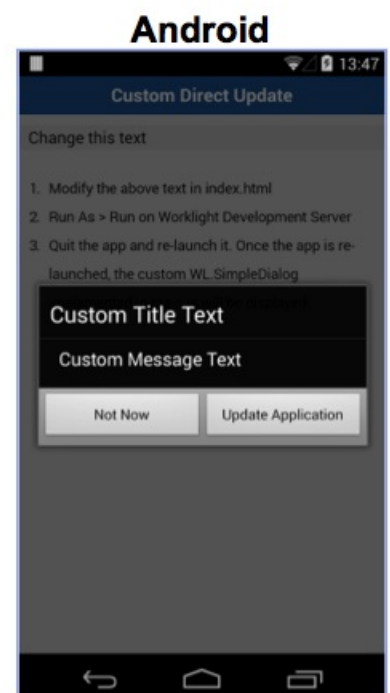 Android
13:47
Custom Direct Update
Change this text
1. Modify the above text in index.html
2. Run As > Run on Worklight Development Server
3. Quit the app and re-launch it. Once the app is re-
launched, the custom WL.SimpleDialog
Custom Title Text
Custom Message Text
Not Now
Update Application